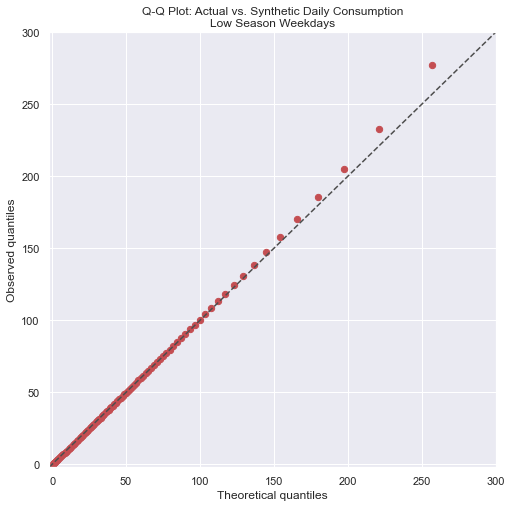 Q-Q Plot: Actual vs. Synthetic Daily Consumption
Low Season Weekdays
300
250
200
150
100
50
0
Observed quantiles
0 50 100 150 200 250 300
Theoretical quantiles